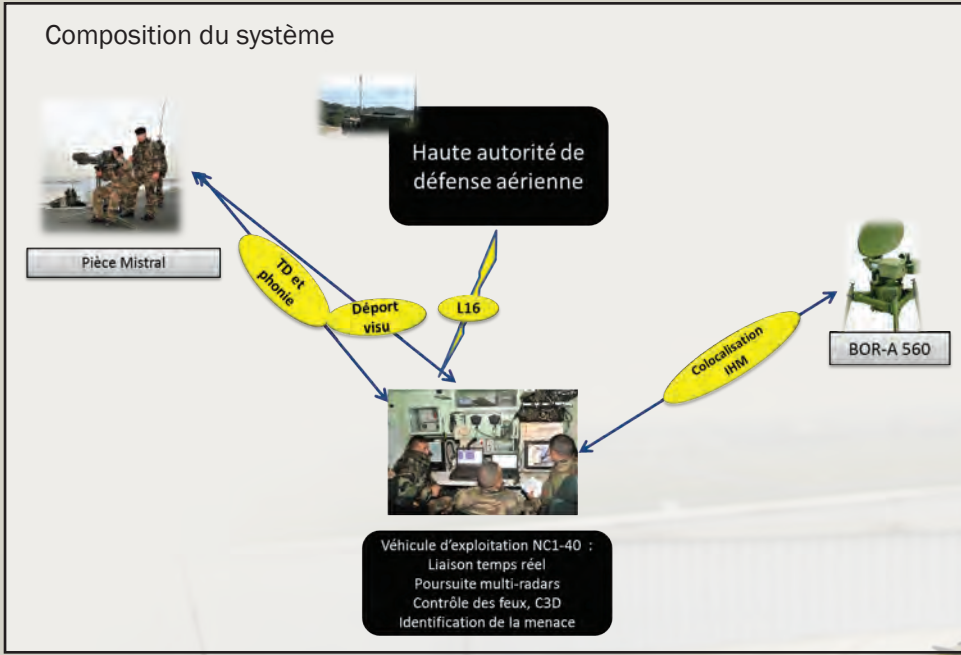 Composition du système
Haute autorité de
défense aérienne
Pièce Mistral
TD et
phonie
Déport
visu
L16
Colocalisation
IHM
BOR-A 560
Véhicule d'exploitation NC1-40 :
Liaison temps réel
Poursuite multi-radars
Contrôle des feux, C3D
Identification de la menace